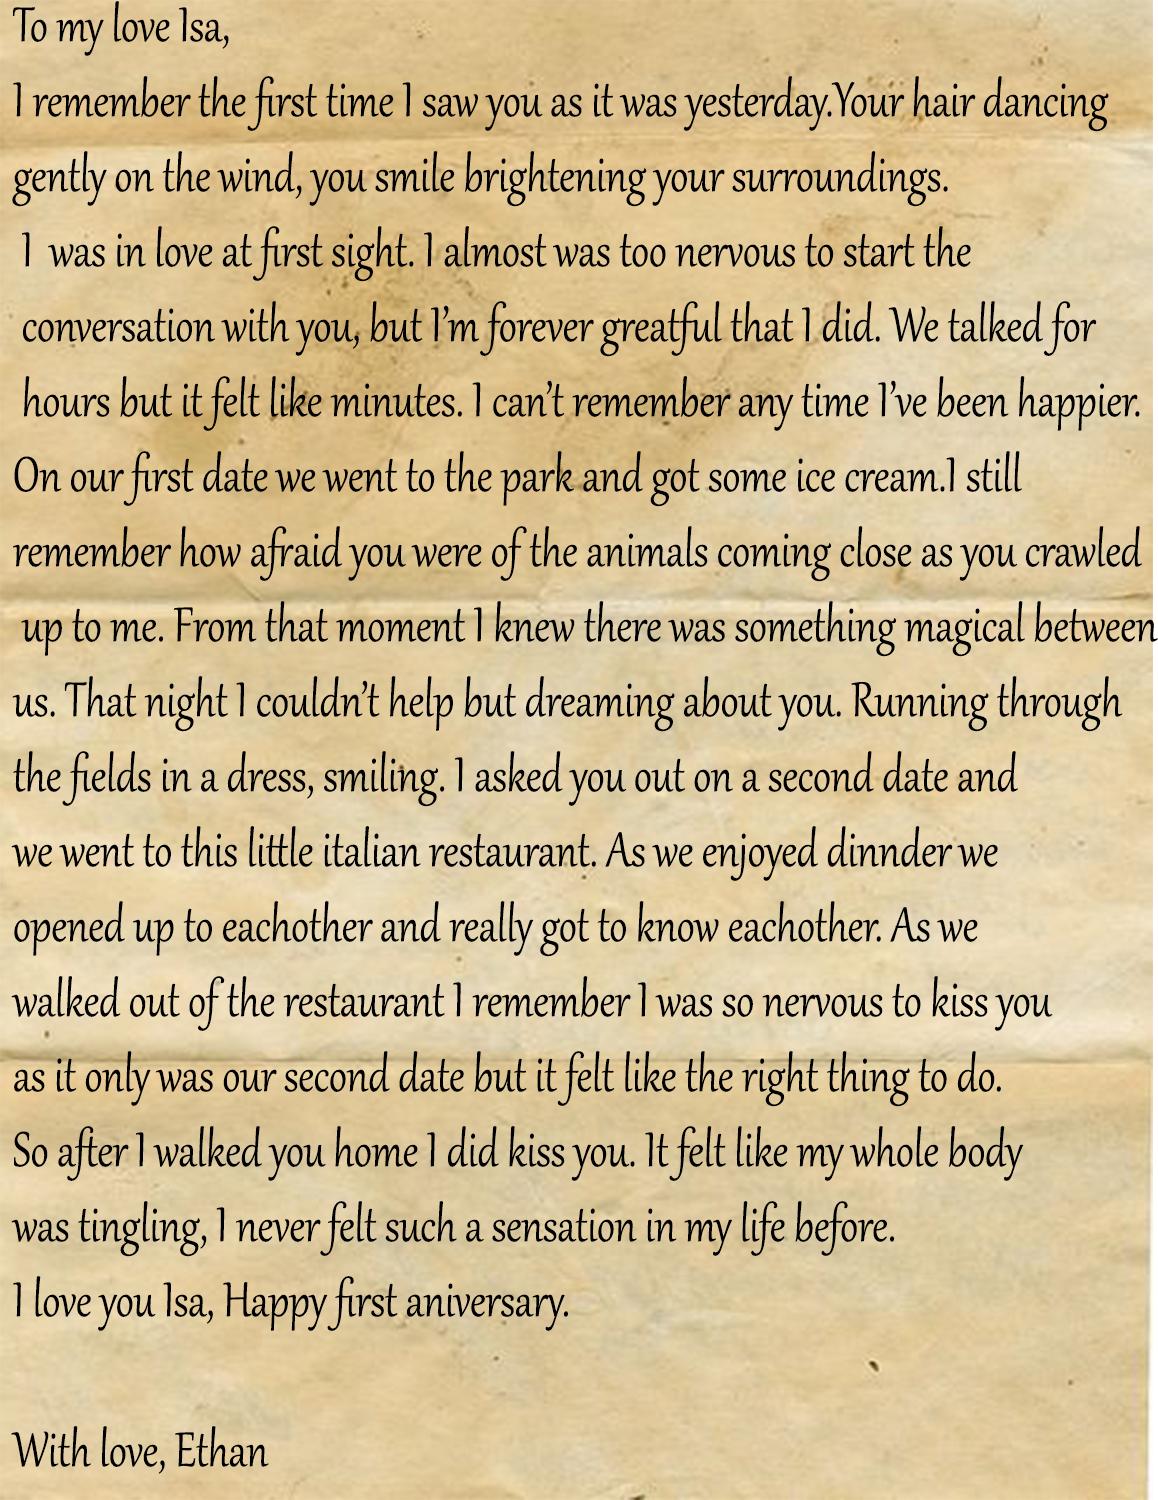 To my love Isa,
I remember the first time I saw you as it was yesterday.Your hair dancing
gently on the wind, you smile brightening your surroundings.
I was in love at first sight. I almost was too nervous to start the
conversation with you, but I'm forever greatful that I did. We talked for
hours but it felt like minutes. I can't remember any time I've been happier.
On our first date we went to the park and got some ice cream.I still
remember how afraid you were of the animals coming close as you crawled
up to me. From that moment I knew there was something magical between
us. That night I couldn't help but dreaming about you. Running through
the fields in a dress, smiling. I asked you out on a second date and
we went to this little italian restaurant. As we enjoyed dinnder we
opened up to eachother and really got to know eachother. As we
walked out of the restaurant I remember I was so nervous to kiss you
as it only was our second date but it felt like the right thing to do.
So after I walked you home I did kiss you. It felt like my whole body
was tingling, I never felt such a sensation in my life before.
I love you Isa, Happy first aniversary.
With love, Ethan